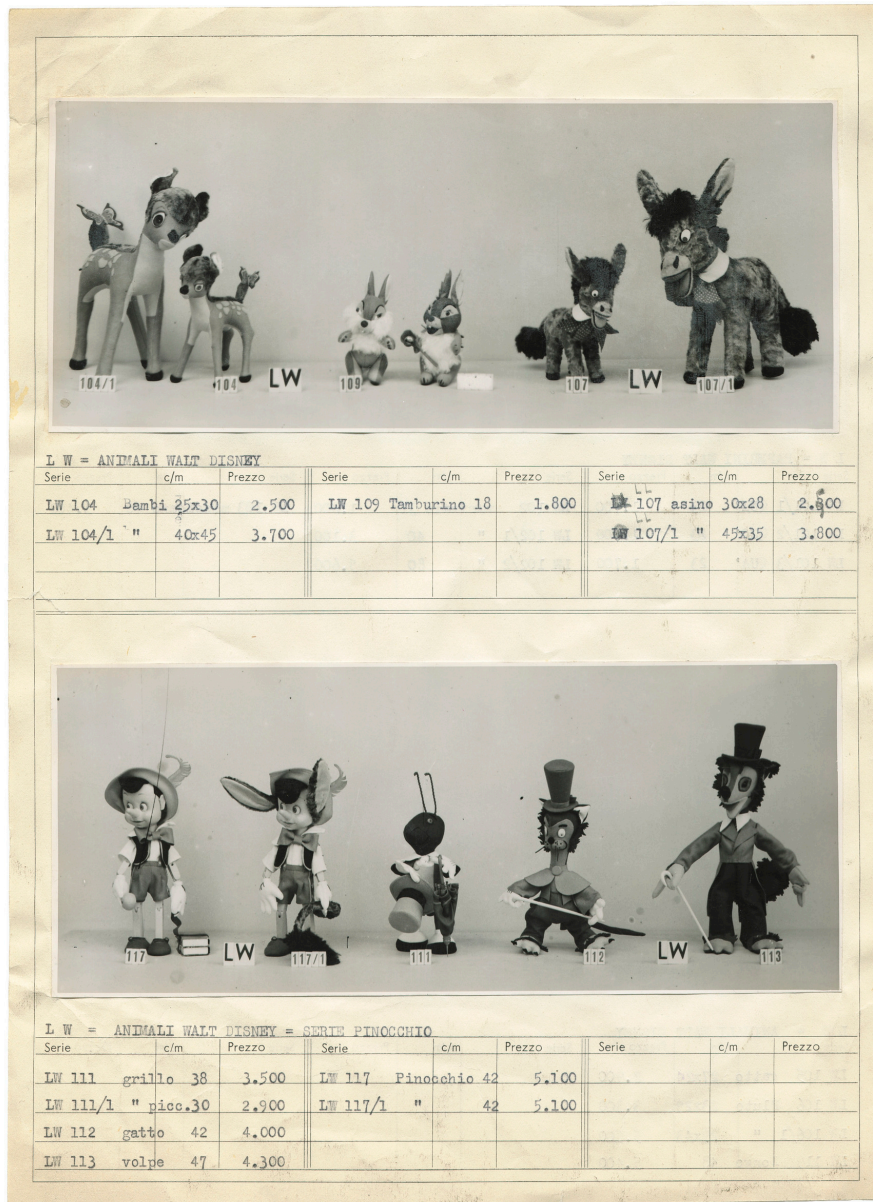 104/1 104 LW 109 107 LW 107/1
L W = ANIMALI WALT DISNEY
Serie c/m Prezzo Serie c/m Prezzo Serie c/m Prezzo
LW 104 Bambi 25x30 2.500 LW 109 Tamburino 18 1.800 LL 107 asino 30x28 2.800
LW 104/1 " 40x45 3.700 LL 107/1 " 45x35 3.800
117 LW 117/1 111 112 LW 113
L W = ANIMALI WALT DISNEY = SERIE PINOCCHIO
Serie c/m Prezzo Serie c/m Prezzo Serie c/m Prezzo
LW 111 grillo 38 3.500 LW 117 Pinocchio 42 5.100
LW 111/1 " picc.30 2.900 LW 117/1 " 42 5.100
LW 112 gatto 42 4.000
LW 113 volpe 47 4.300